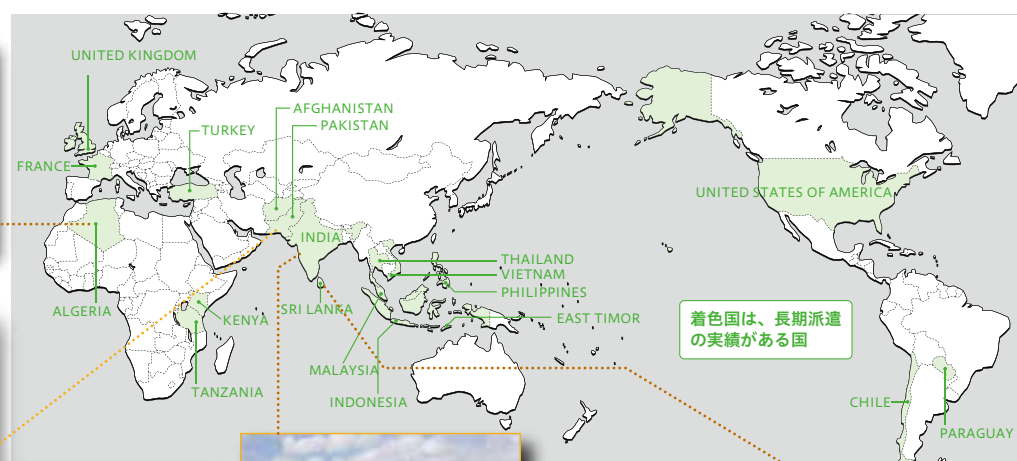 UNITED KINGDOM
AFGHANISTAN
PAKISTAN
TURKEY
FRANCE
UNITED STATES OF AMERICA
INDIA
THAILAND
VIETNAM
PHILIPPINES
ALGERIA
KENYA
SRI LANKA
EAST TIMOR
着色国は、長期派遣
の実績がある国
MALAYSIA
TANZANIA
INDONESIA
CHILE
PARAGUAY